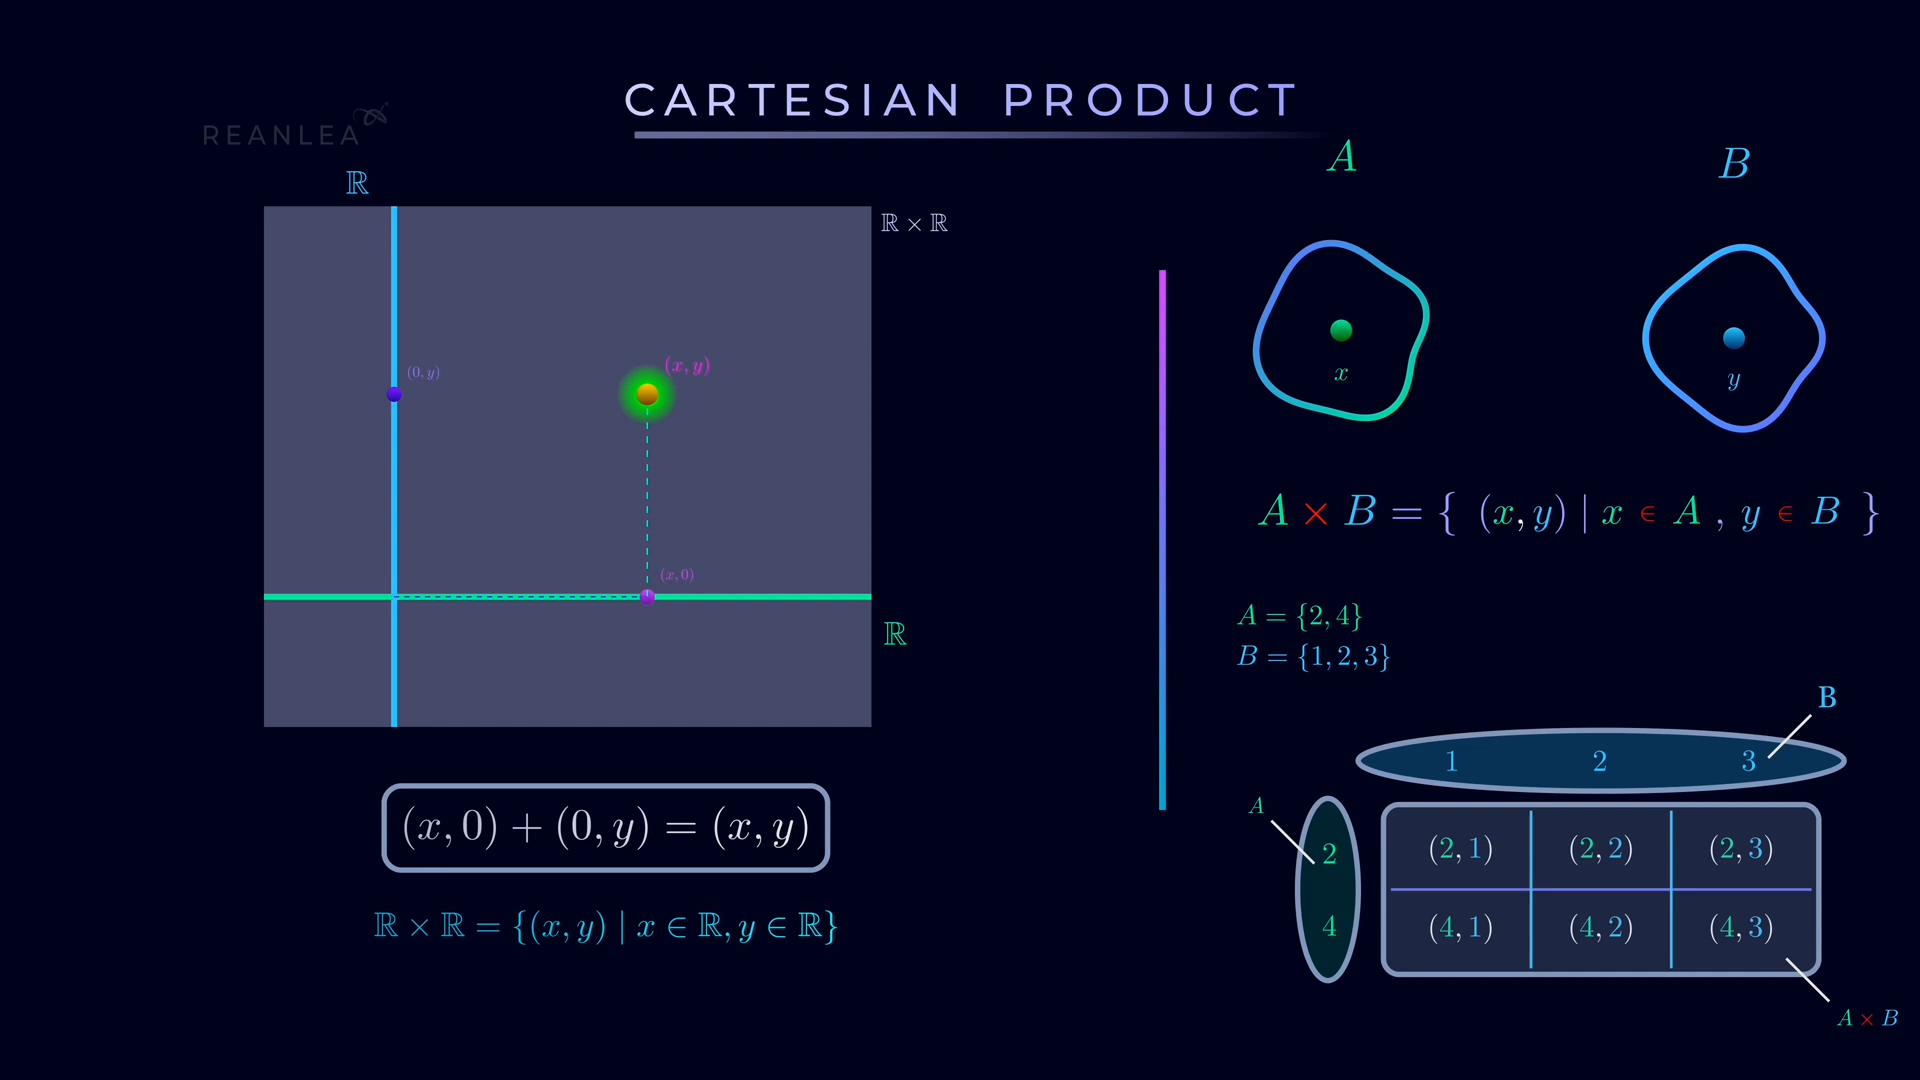 CARTESIAN PRODUCT
REANLEA
ℝ
ℝ × ℝ
(0, y)
(x, y)
(x, 0)
ℝ
(x, 0) + (0, y) = (x, y)
ℝ × ℝ = {(x, y) | x ∈ ℝ, y ∈ ℝ}
A
B
x
y
A × B = { (x, y) | x ∈ A , y ∈ B }
A = {2, 4}
B = {1, 2, 3}
B
1 2 3
A
2 (2, 1) (2, 2) (2, 3)
4 (4, 1) (4, 2) (4, 3)
A × B